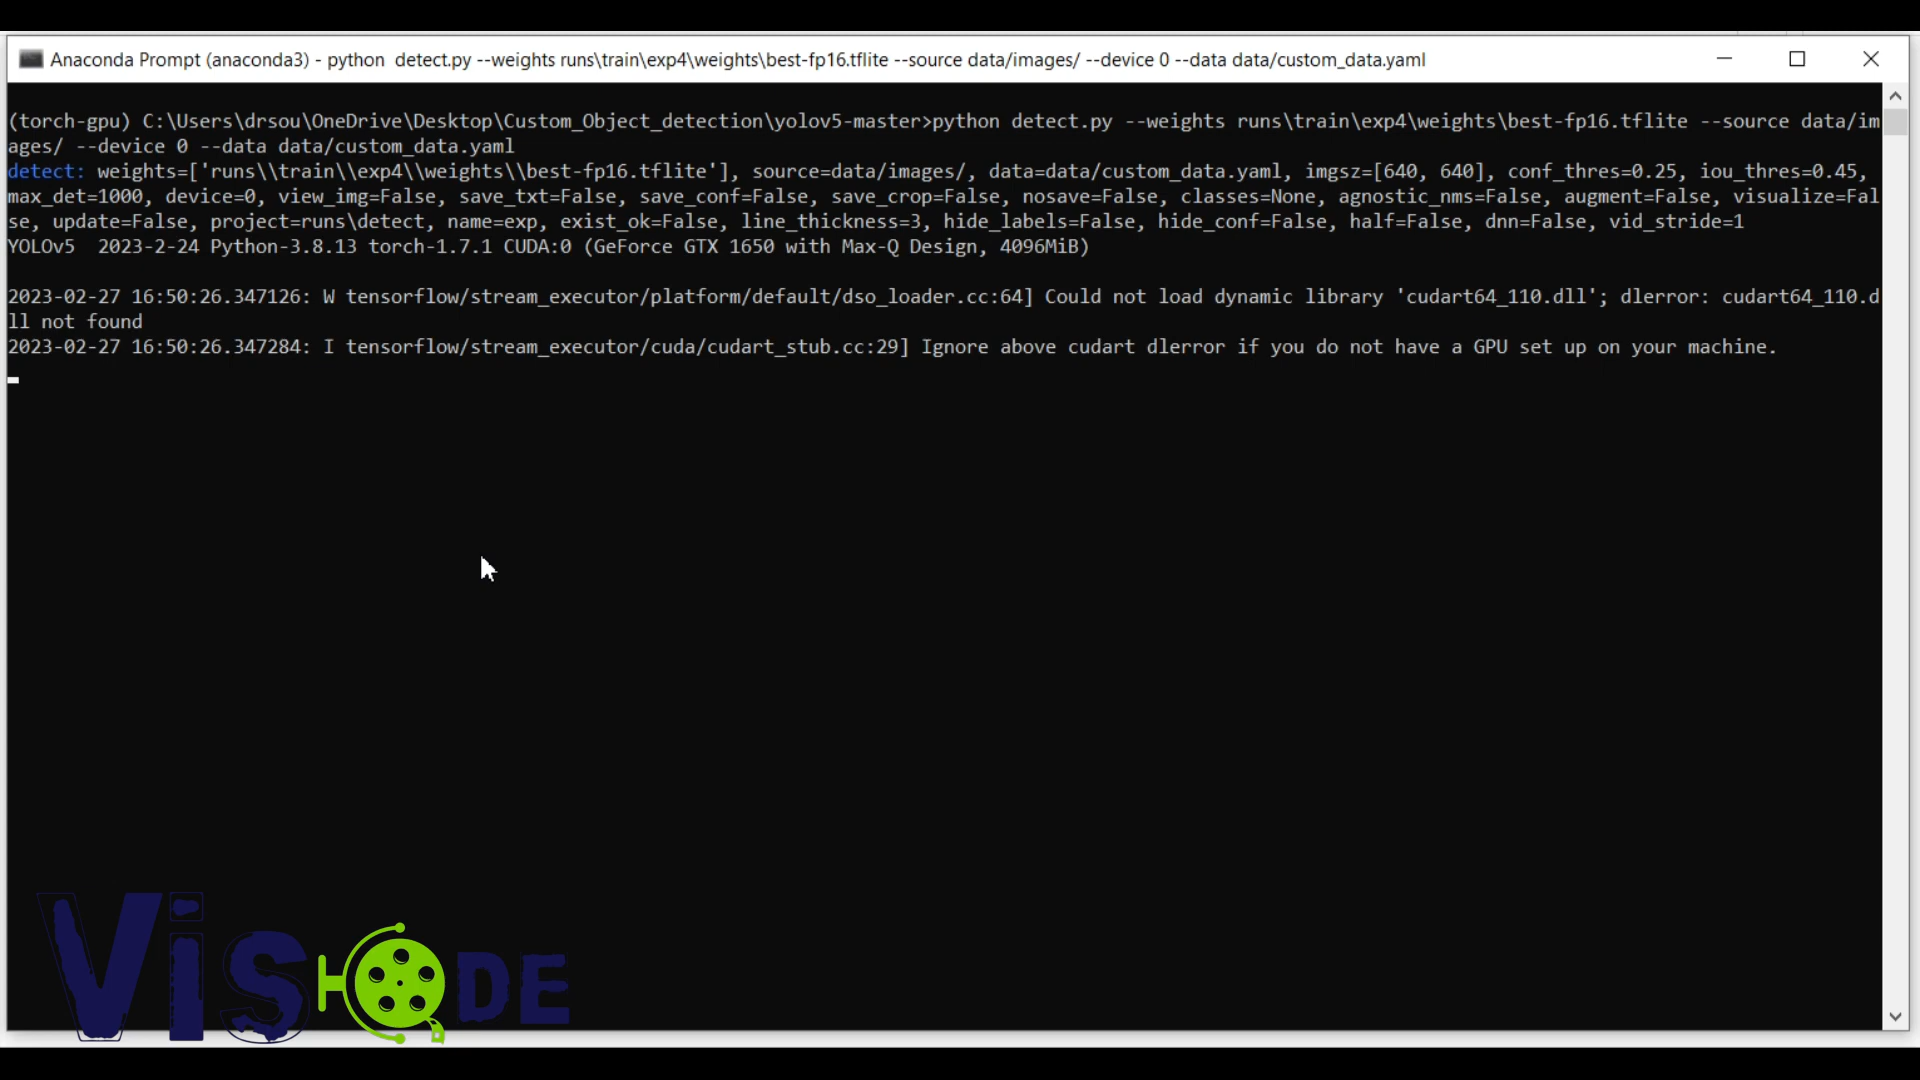 Anaconda Prompt (anaconda3) - python  detect.py --weights runs\train\exp4\weights\best-fp16.tflite --source data/images/ --device 0 --data data/custom_data.yaml
(torch-gpu) C:\Users\drsou\OneDrive\Desktop\Custom_Object_detection\yolov5-master>python detect.py --weights runs\train\exp4\weights\best-fp16.tflite --source data/im
ages/ --device 0 --data data/custom_data.yaml
detect: weights=['runs\\train\\exp4\\weights\\best-fp16.tflite'], source=data/images/, data=data/custom_data.yaml, imgsz=[640, 640], conf_thres=0.25, iou_thres=0.45,
max_det=1000, device=0, view_img=False, save_txt=False, save_conf=False, save_crop=False, nosave=False, classes=None, agnostic_nms=False, augment=False, visualize=Fal
se, update=False, project=runs\detect, name=exp, exist_ok=False, line_thickness=3, hide_labels=False, hide_conf=False, half=False, dnn=False, vid_stride=1
YOLOv5  2023-2-24 Python-3.8.13 torch-1.7.1 CUDA:0 (GeForce GTX 1650 with Max-Q Design, 4096MiB)
2023-02-27 16:50:26.347126: W tensorflow/stream_executor/platform/default/dso_loader.cc:64] Could not load dynamic library 'cudart64_110.dll'; dlerror: cudart64_110.d
ll not found
2023-02-27 16:50:26.347284: I tensorflow/stream_executor/cuda/cudart_stub.cc:29] Ignore above cudart dlerror if you do not have a GPU set up on your machine.
VisHODE